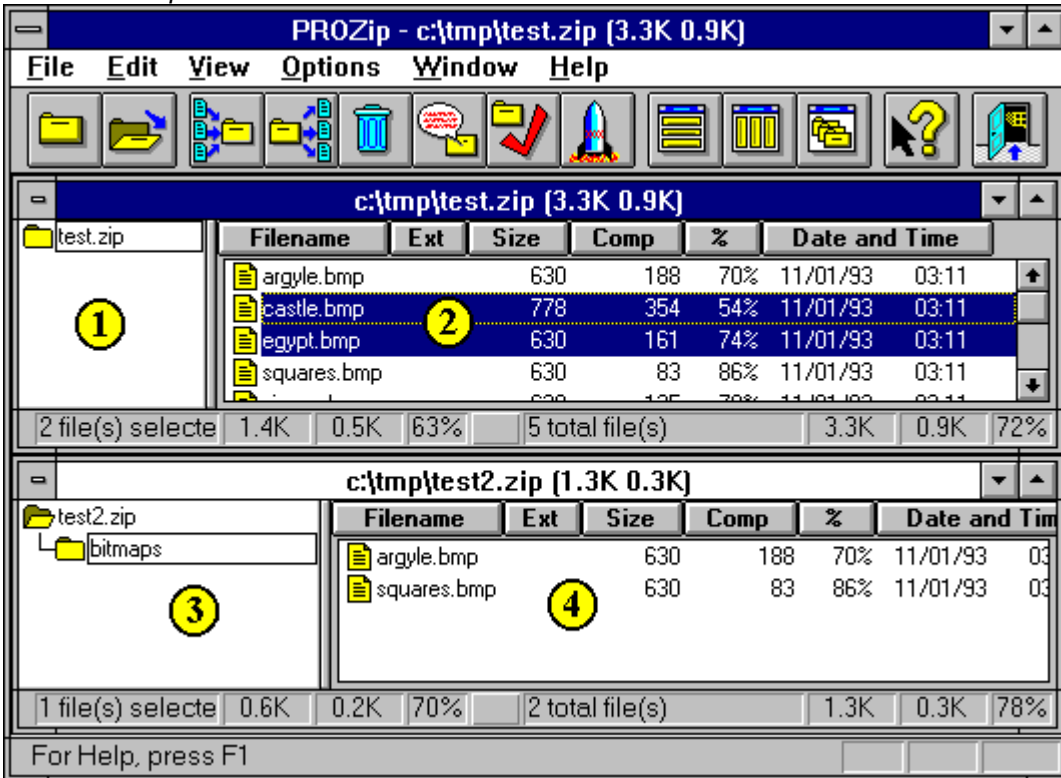 PROZip - c:\tmp\test.zip (3.3K 0.9K)
File Edit View Options Window Help
c:\tmp\test.zip (3.3K 0.9K)
test.zip
Filename Ext Size Comp % Date and Time
argyle.bmp 630 188 70% 11/01/93 03:11
castle.bmp 778 354 54% 11/01/93 03:11
egypt.bmp 630 161 74% 11/01/93 03:11
squares.bmp 630 83 86% 11/01/93 03:11
1
2
2 file(s) selecte 1.4K 0.5K 63% 5 total file(s) 3.3K 0.9K 72%
c:\tmp\test2.zip (1.3K 0.3K)
test2.zip
bitmaps
Filename Ext Size Comp % Date and Tim
argyle.bmp 630 188 70% 11/01/93 03
squares.bmp 630 83 86% 11/01/93 03
3
4
1 file(s) selecte 0.6K 0.2K 70% 2 total file(s) 1.3K 0.3K 78%
For Help, press F1